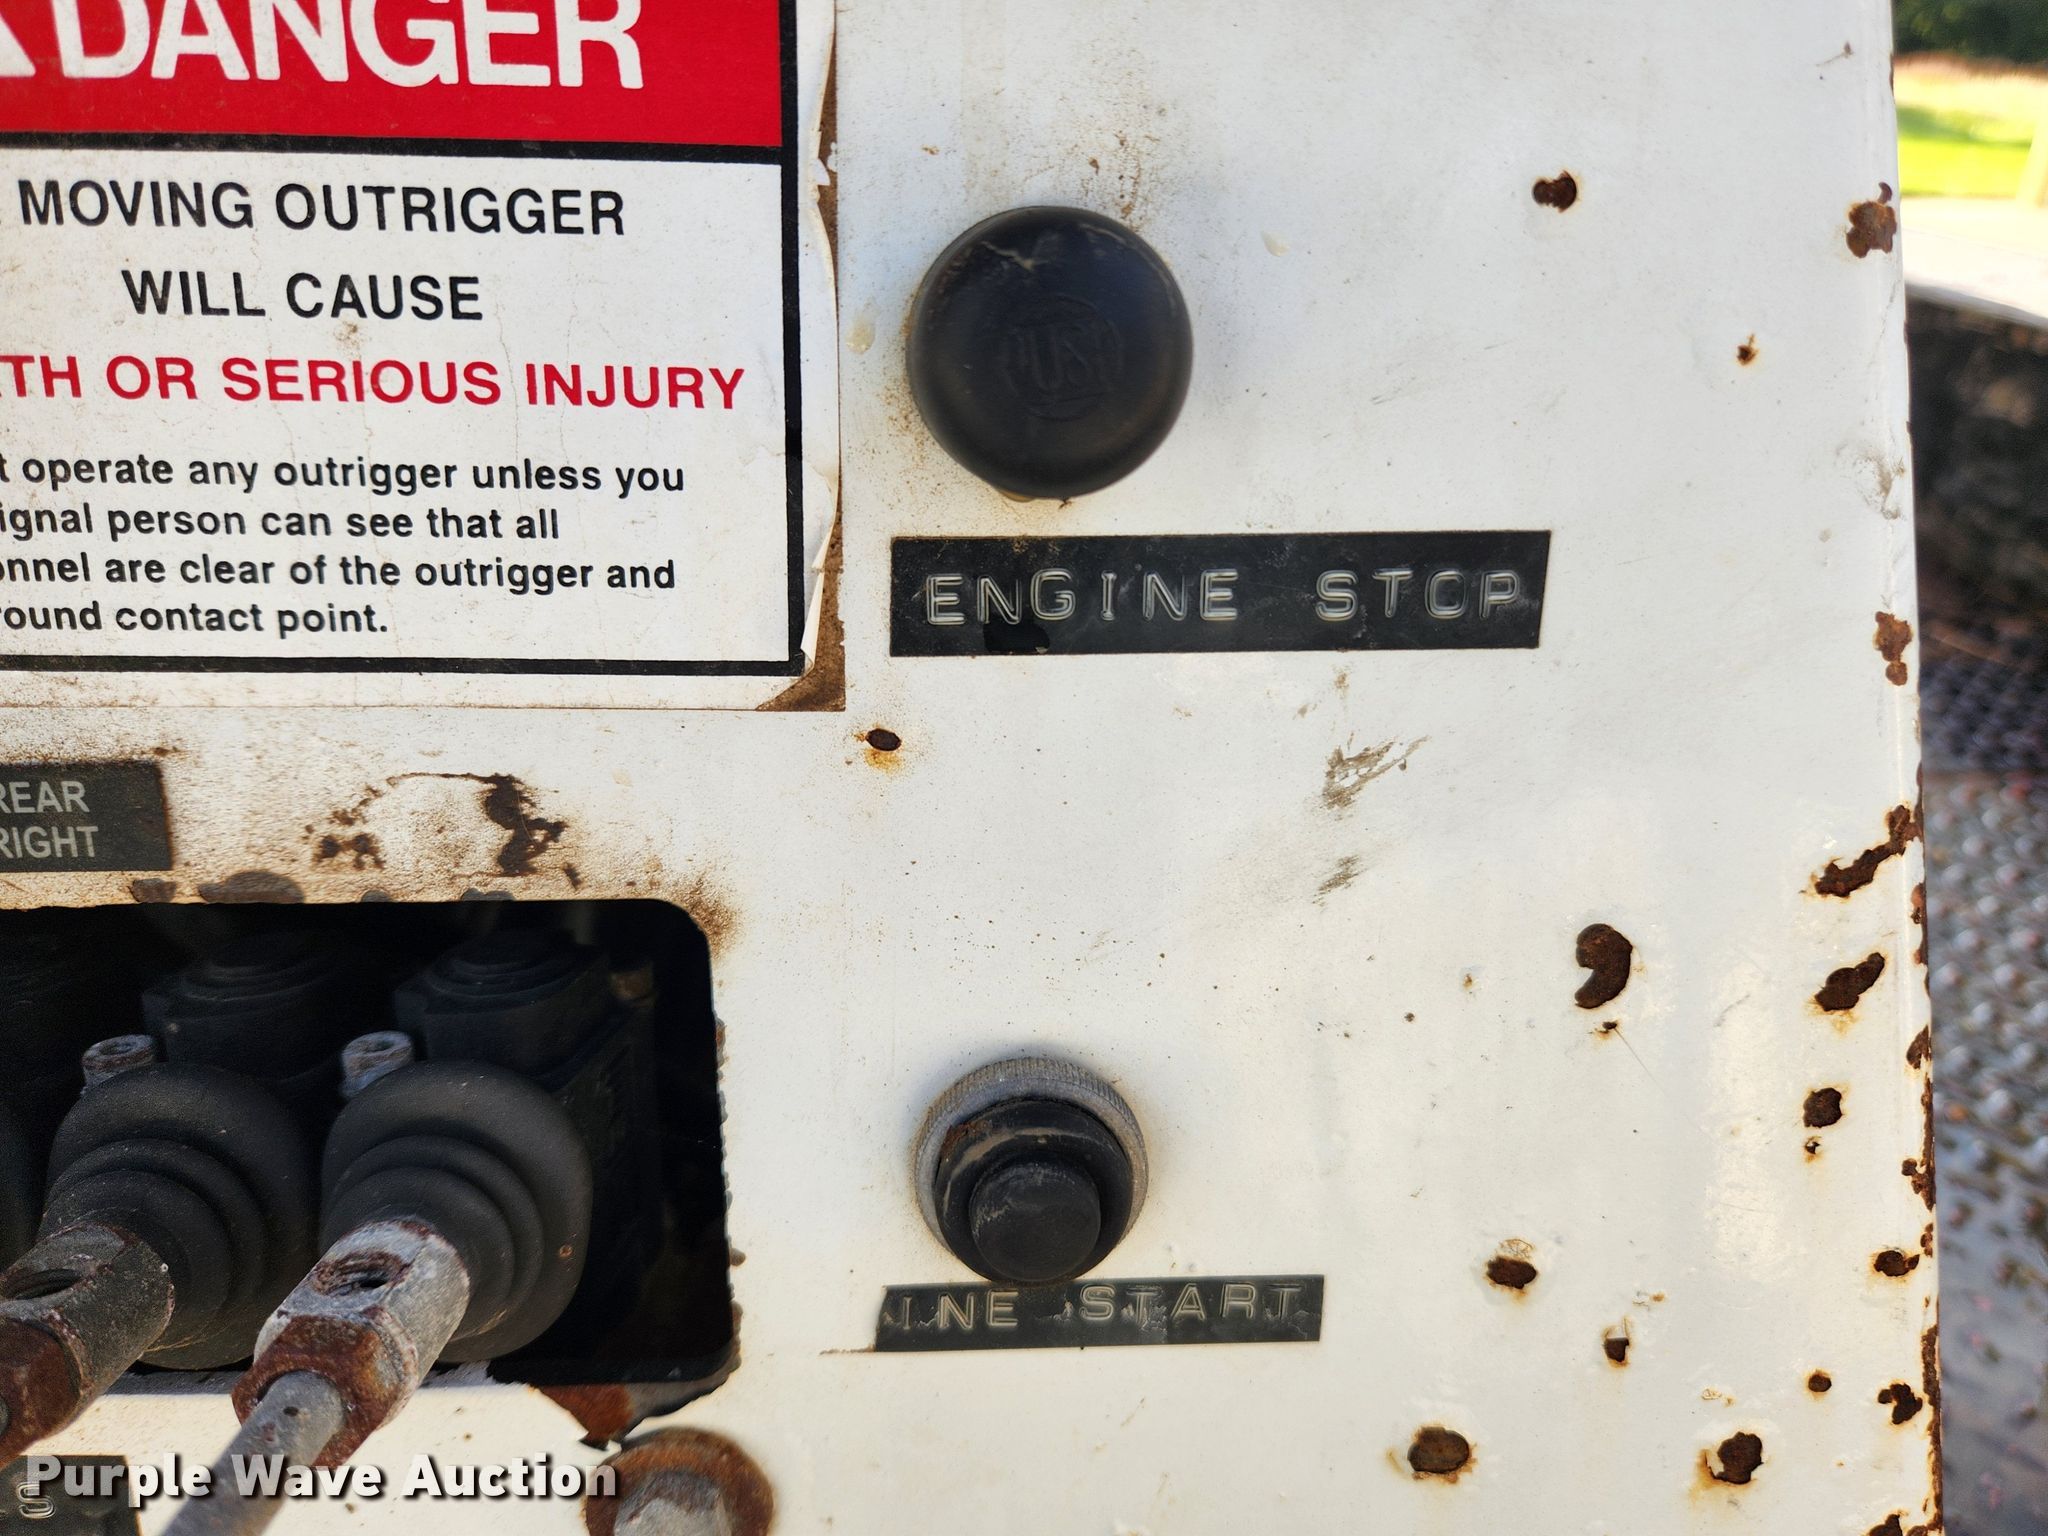 DANGER
MOVING OUTRIGGER
WILL CAUSE
TH OR SERIOUS INJURY
t operate any outrigger unless you
ignal person can see that all
onnel are clear of the outrigger and
round contact point.
ENGINE STOP
REAR
RIGHT
INE START
S
Purple Wave Auction